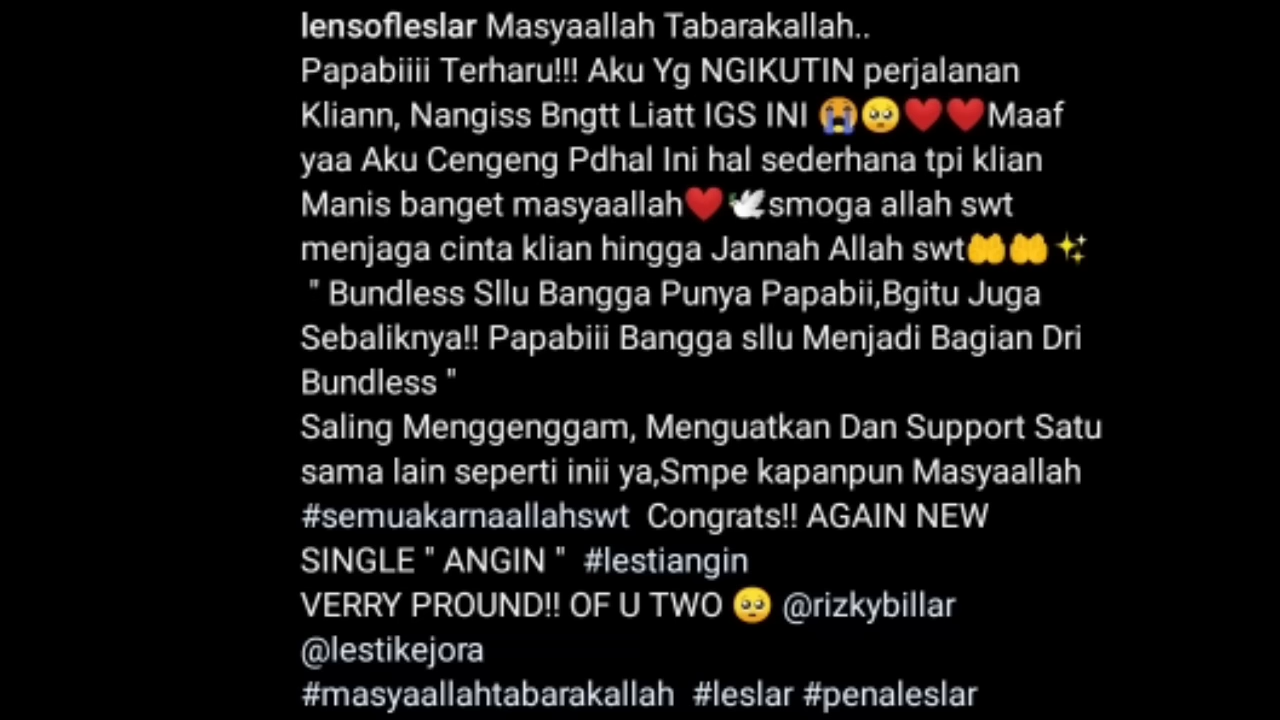 lensofleslar Masyaallah Tabarakallah..
Papabiiii Terharu!!! Aku Yg NGIKUTIN perjalanan
Kliann, Nangiss Bngtt Liatt IGS INI 😭🥺❤️❤️Maaf
yaa Aku Cengeng Pdhal Ini hal sederhana tpi klian
Manis banget masyaallah❤️🕊️smoga allah swt
menjaga cinta klian hingga Jannah Allah swt🤲🤲✨
" Bundless Sllu Bangga Punya Papabii,Bgitu Juga
Sebaliknya!! Papabiii Bangga sllu Menjadi Bagian Dri
Bundless "
Saling Menggenggam, Menguatkan Dan Support Satu
sama lain seperti inii ya,Smpe kapanpun Masyaallah
#semuakarnaallahswt Congrats!! AGAIN NEW
SINGLE " ANGIN " #lestiangin
VERRY PROUND!! OF U TWO 🥺 @rizkybillar
@lestikejora
#masyaallahtabarakallah #leslar #penaleslar